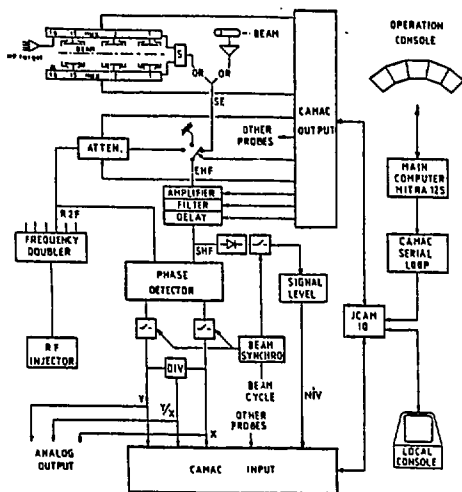 BEAM
BEAM
S
HF target
OR
OR
SE
CAMAC
OUTPUT
OPERATION
CONSOLE
OTHER
PROBES
ATTEN.
EHF
AMPLIFIER
FILTER
DELAY
MAIN
COMPUTER
MITRA 125
R2F
FREQUENCY
DOUBLER
SHF
CAMAC
SERIAL
LOOP
PHASE
DETECTOR
SIGNAL
LEVEL
RF
INJECTOR
BEAM
SYNCHRO
JCAM
10
DIV
BEAM
CYCLE
NIV
Y
Y/X
X
OTHER
PROBES
ANALOG
OUTPUT
CAMAC INPUT
LOCAL
CONSOLE